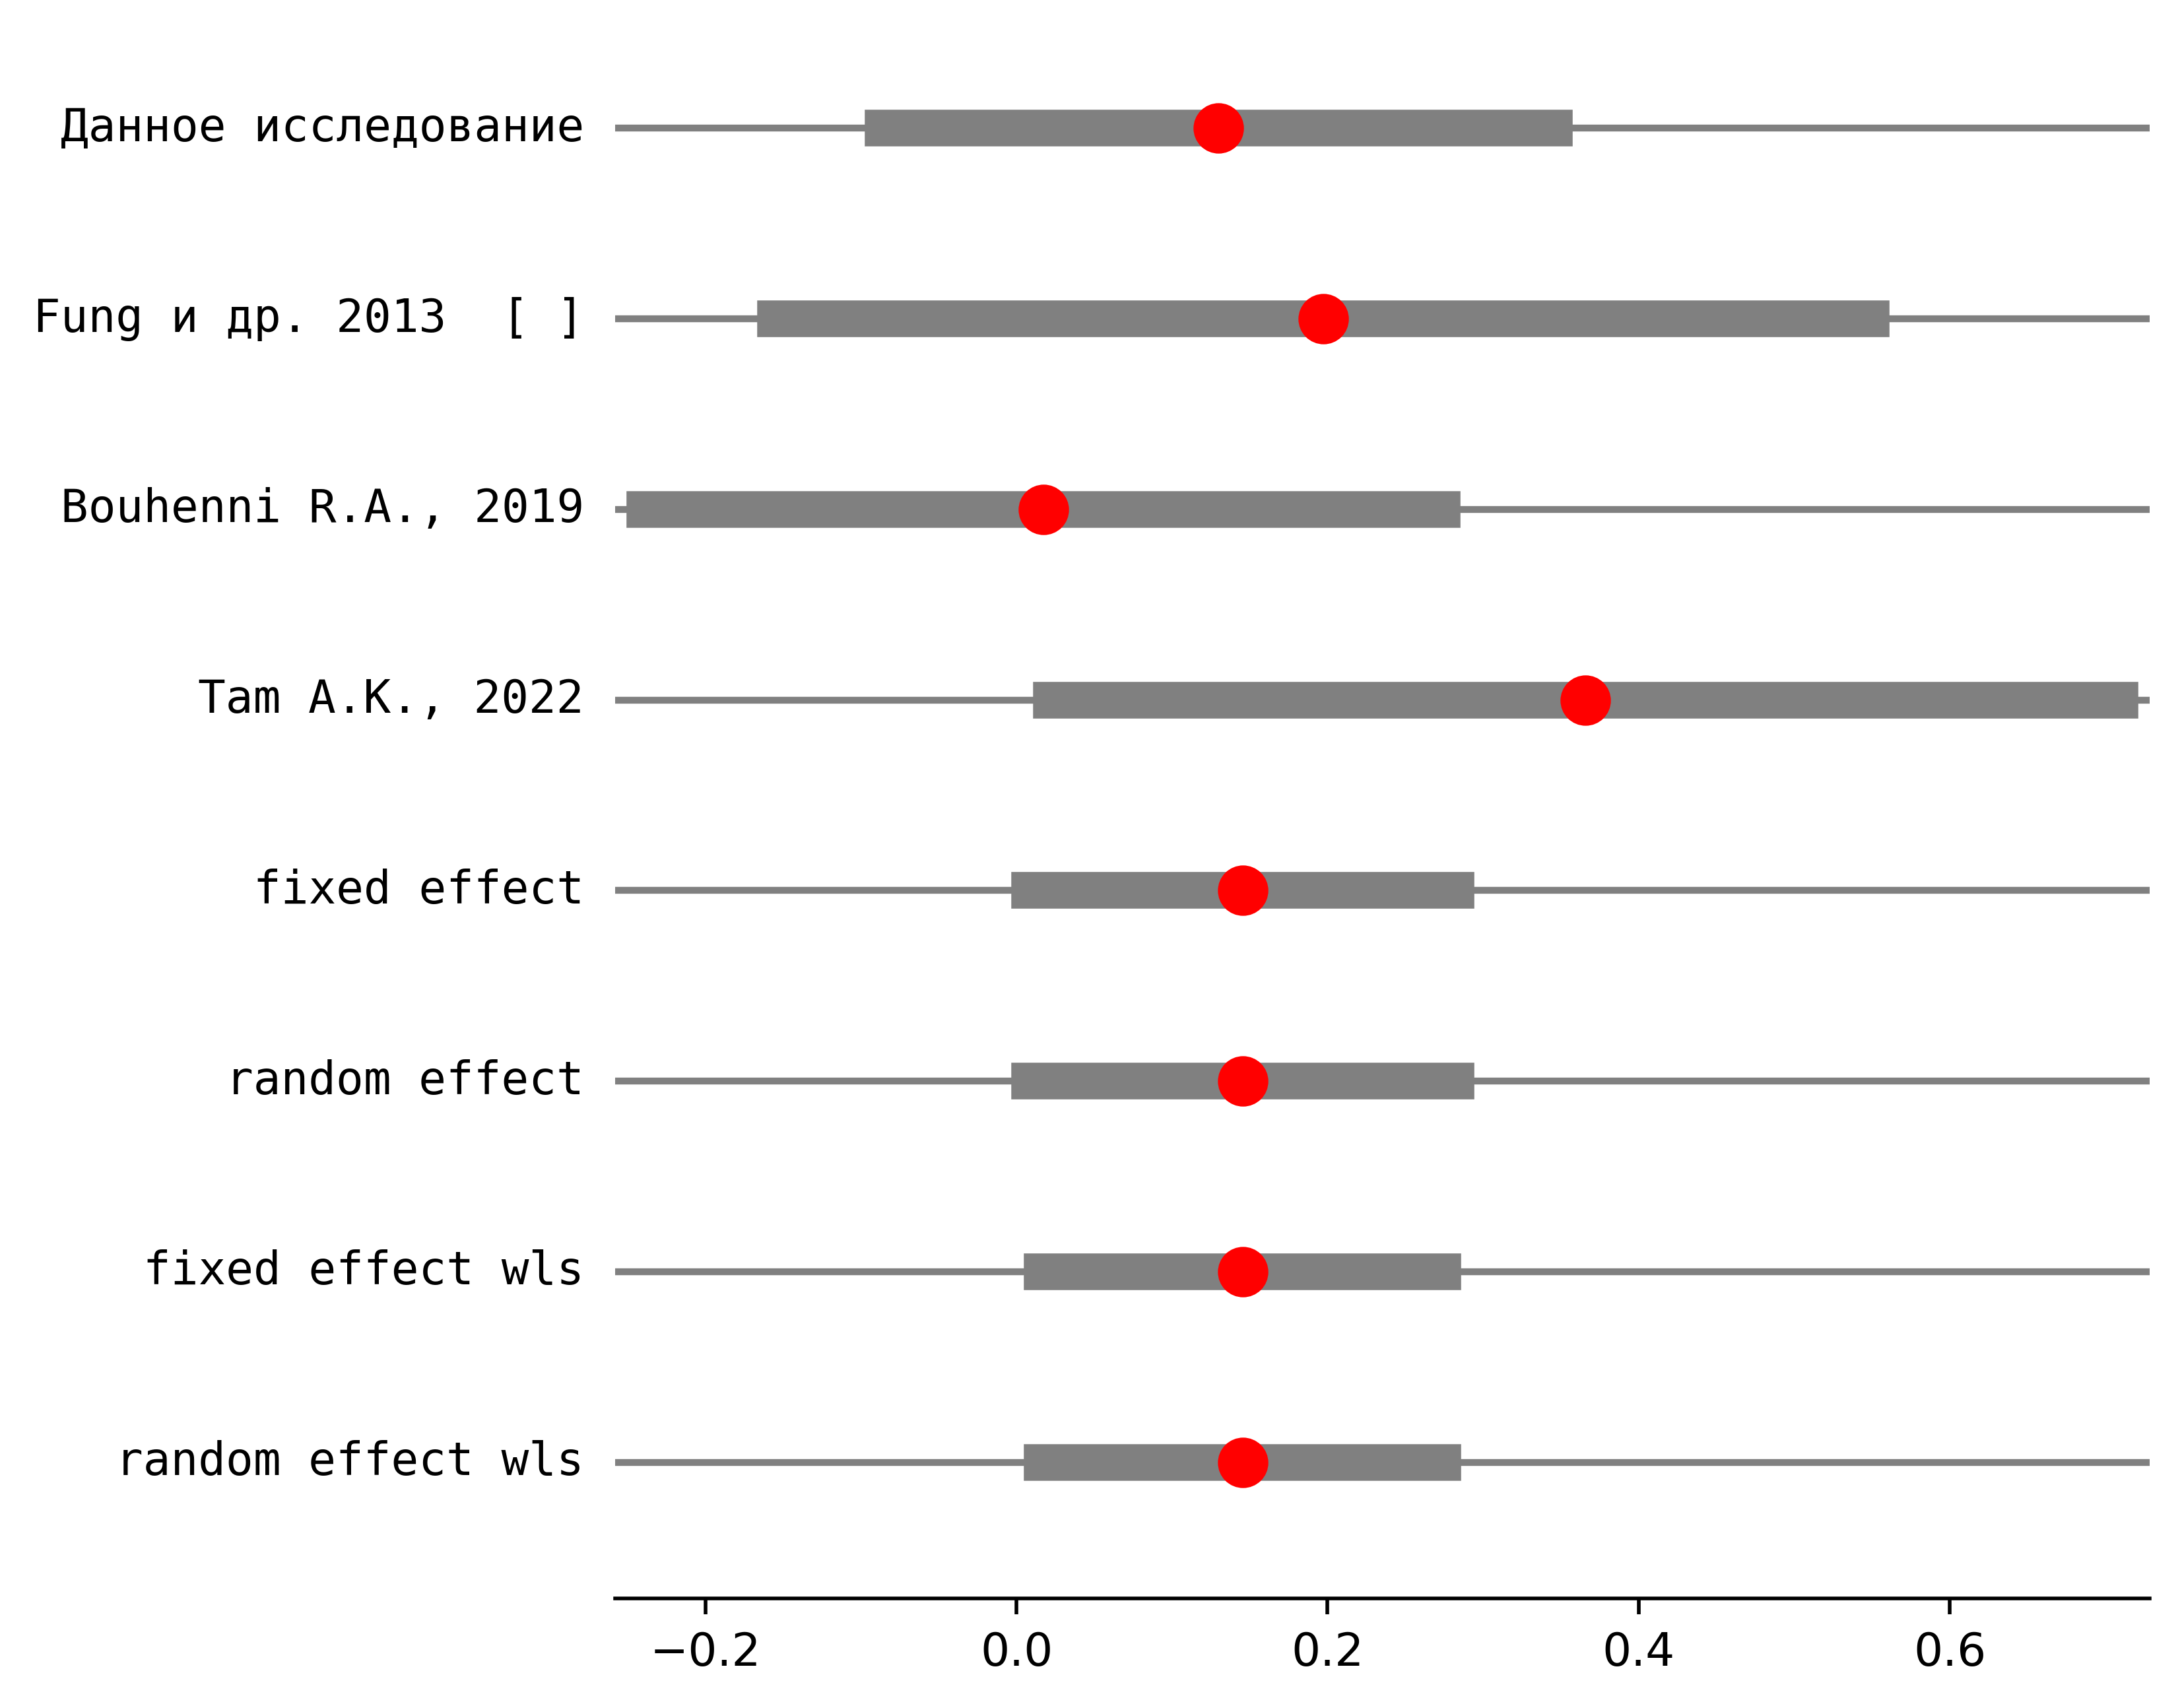 Данное исследование
Fung и др. 2013  [ ]
Bouhenni R.A., 2019
Tam A.K., 2022
fixed effect
random effect
fixed effect wls
random effect wls
−0.2 0.0 0.2 0.4 0.6